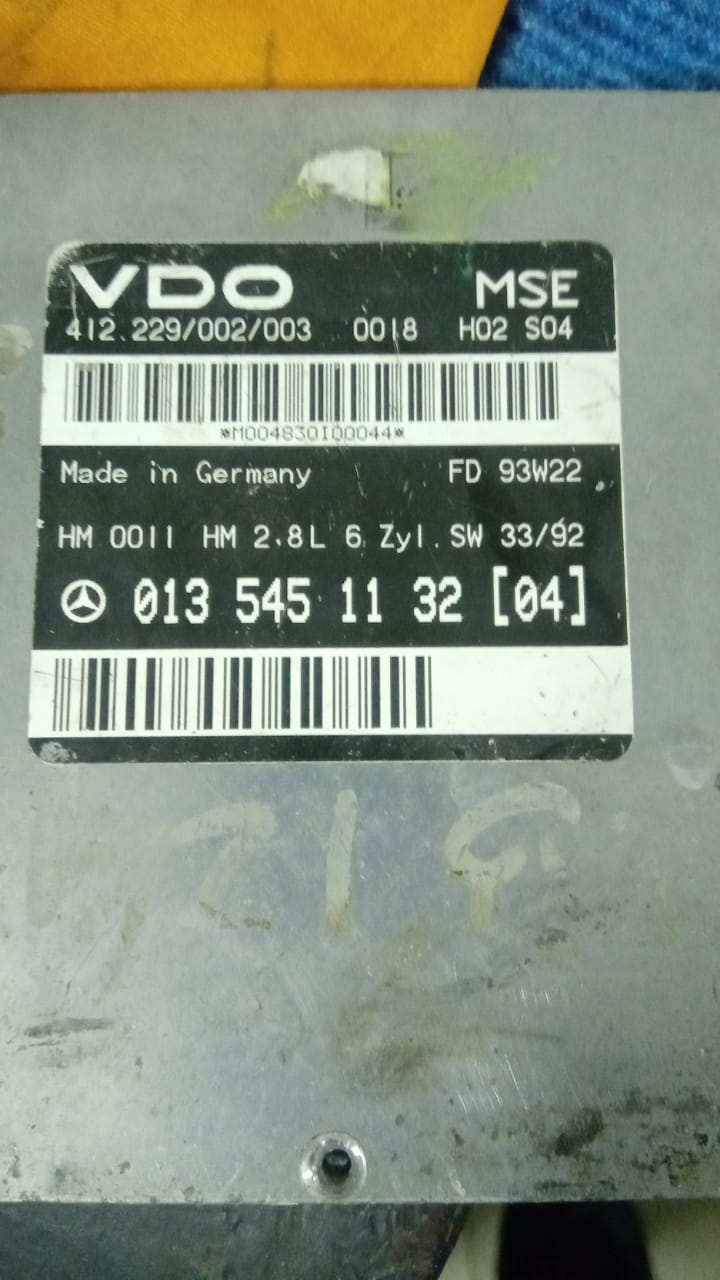 VDO MSE
412.229/002/003 0018 H02 S04
*M004830I00044*
Made in Germany FD 93W22
HM 0011 HM 2.8L 6 Zyl. SW 33/92
013 545 11 32 [04]